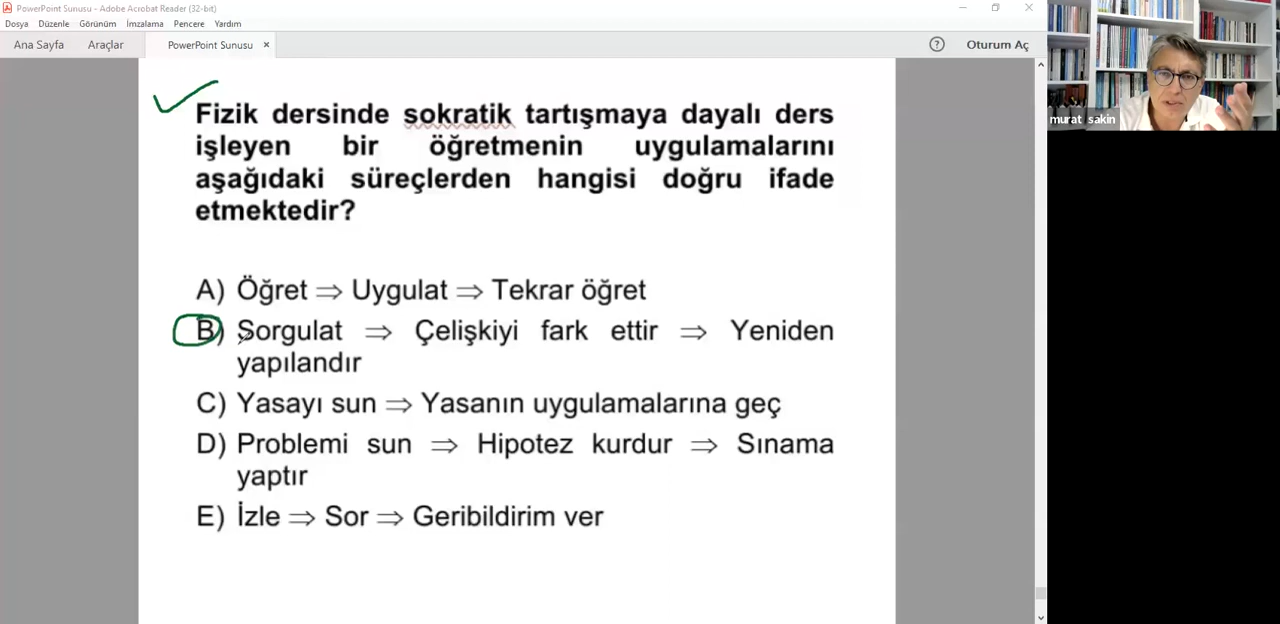 PowerPoint Sunusu - Adobe Acrobat Reader (32-bit)
Dosya Düzenle Görünüm İmzalama Pencere Yardım
Ana Sayfa Araçlar PowerPoint Sunusu × Oturum Aç
murat sakin
Fizik dersinde sokratik tartışmaya dayalı ders
işleyen bir öğretmenin uygulamalarını
aşağıdaki süreçlerden hangisi doğru ifade
etmektedir?
A) Öğret ⇒ Uygulat ⇒ Tekrar öğret
B) Sorgulat ⇒ Çelişkiyi fark ettir ⇒ Yeniden
yapılandır
C) Yasayı sun ⇒ Yasanın uygulamalarına geç
D) Problemi sun ⇒ Hipotez kurdur ⇒ Sınama
yaptır
E) İzle ⇒ Sor ⇒ Geribildirim ver